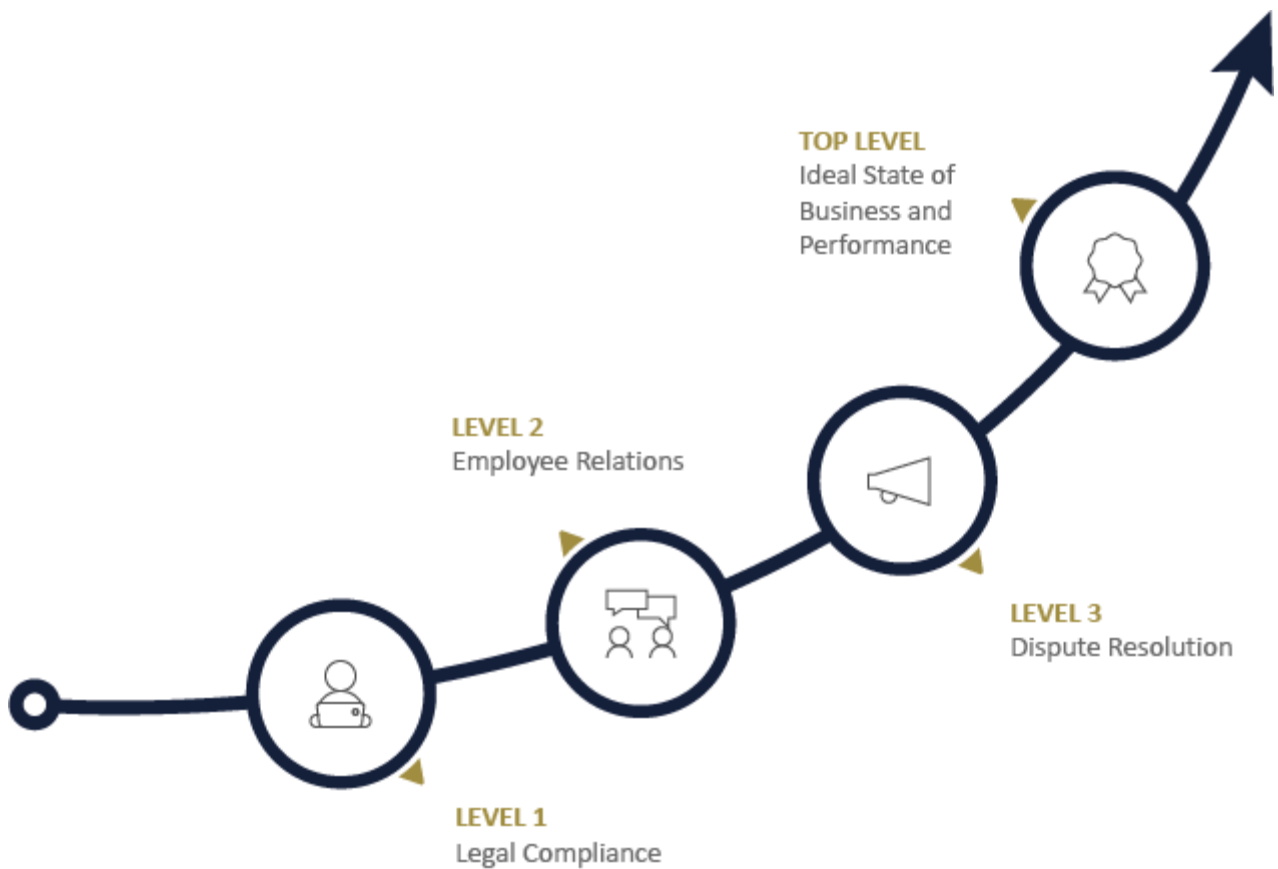 TOP LEVEL
Ideal State of
Business and
Performance
LEVEL 2
Employee Relations
LEVEL 3
Dispute Resolution
LEVEL 1
Legal Compliance